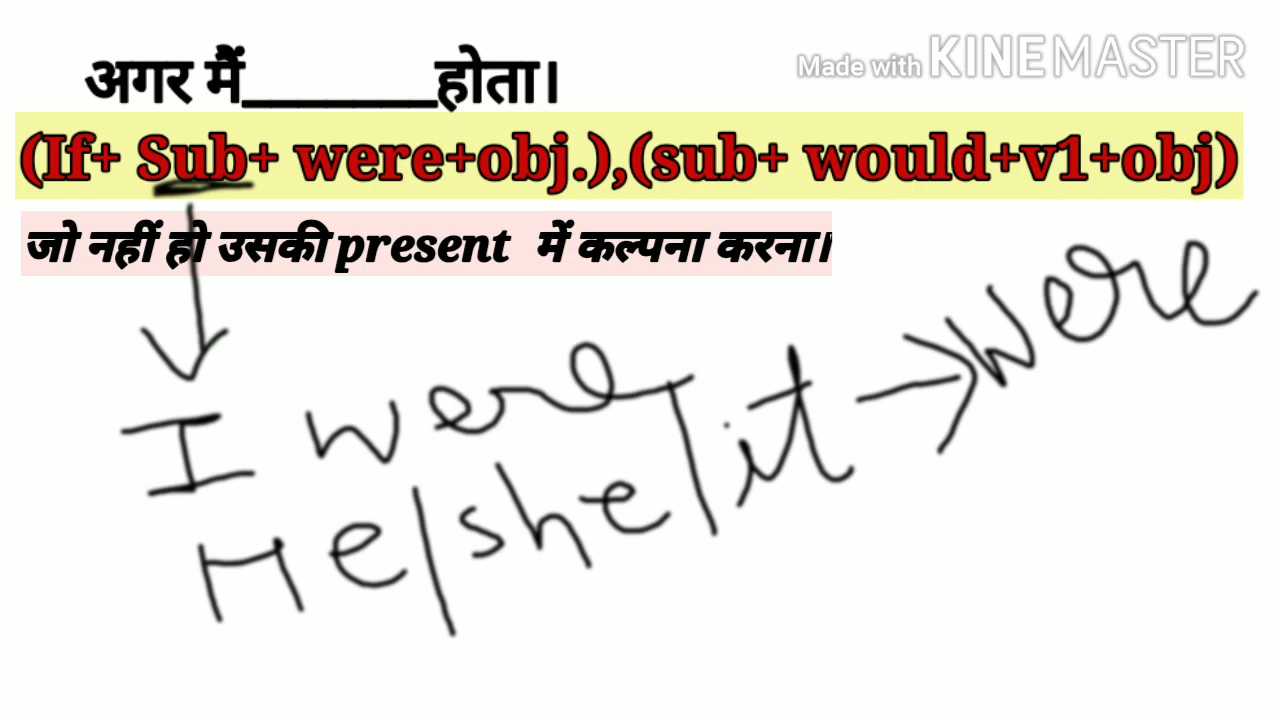 Made with KINEMASTER
अगर मैं_______होता।
(If+ Sub+ were+obj.),(sub+ would+v1+obj)
जो नहीं हो उसकी present में कल्पना करना।
I were
He/she/it → were